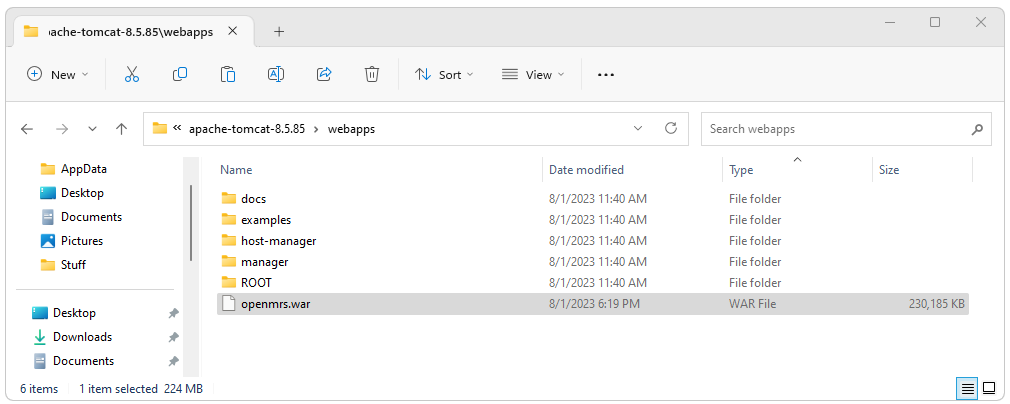 apache-tomcat-8.5.85\webapps
New Sort View
« apache-tomcat-8.5.85 > webapps Search webapps
AppData
Desktop
Documents
Pictures
Stuff
Desktop
Downloads
Documents
Name Date modified Type Size
docs 8/1/2023 11:40 AM File folder
examples 8/1/2023 11:40 AM File folder
host-manager 8/1/2023 11:40 AM File folder
manager 8/1/2023 11:40 AM File folder
ROOT 8/1/2023 11:40 AM File folder
openmrs.war 8/1/2023 6:19 PM WAR File 230,185 KB
6 items 1 item selected 224 MB